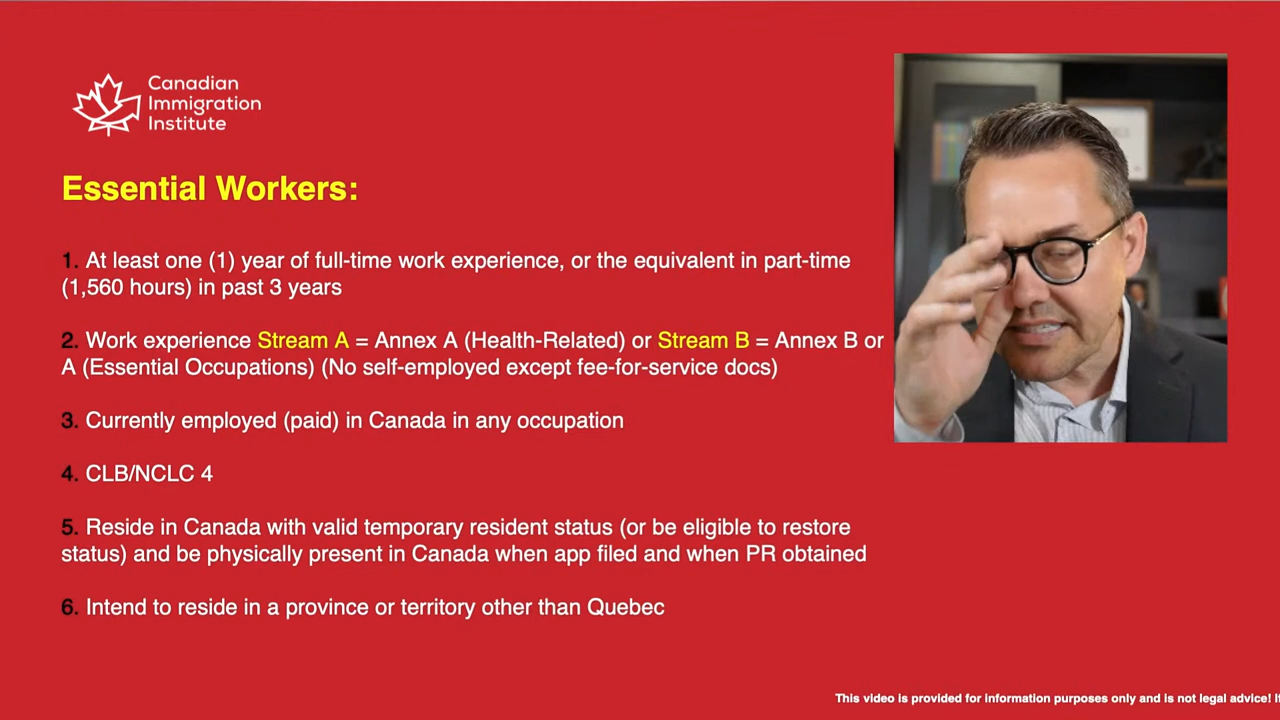 Canadian
Immigration
Institute
Essential Workers:
1. At least one (1) year of full-time work experience, or the equivalent in part-time
(1,560 hours) in past 3 years
2. Work experience Stream A = Annex A (Health-Related) or Stream B = Annex B or
A (Essential Occupations) (No self-employed except fee-for-service docs)
3. Currently employed (paid) in Canada in any occupation
4. CLB/NCLC 4
5. Reside in Canada with valid temporary resident status (or be eligible to restore
status) and be physically present in Canada when app filed and when PR obtained
6. Intend to reside in a province or territory other than Quebec
This video is provided for information purposes only and is not legal advice!